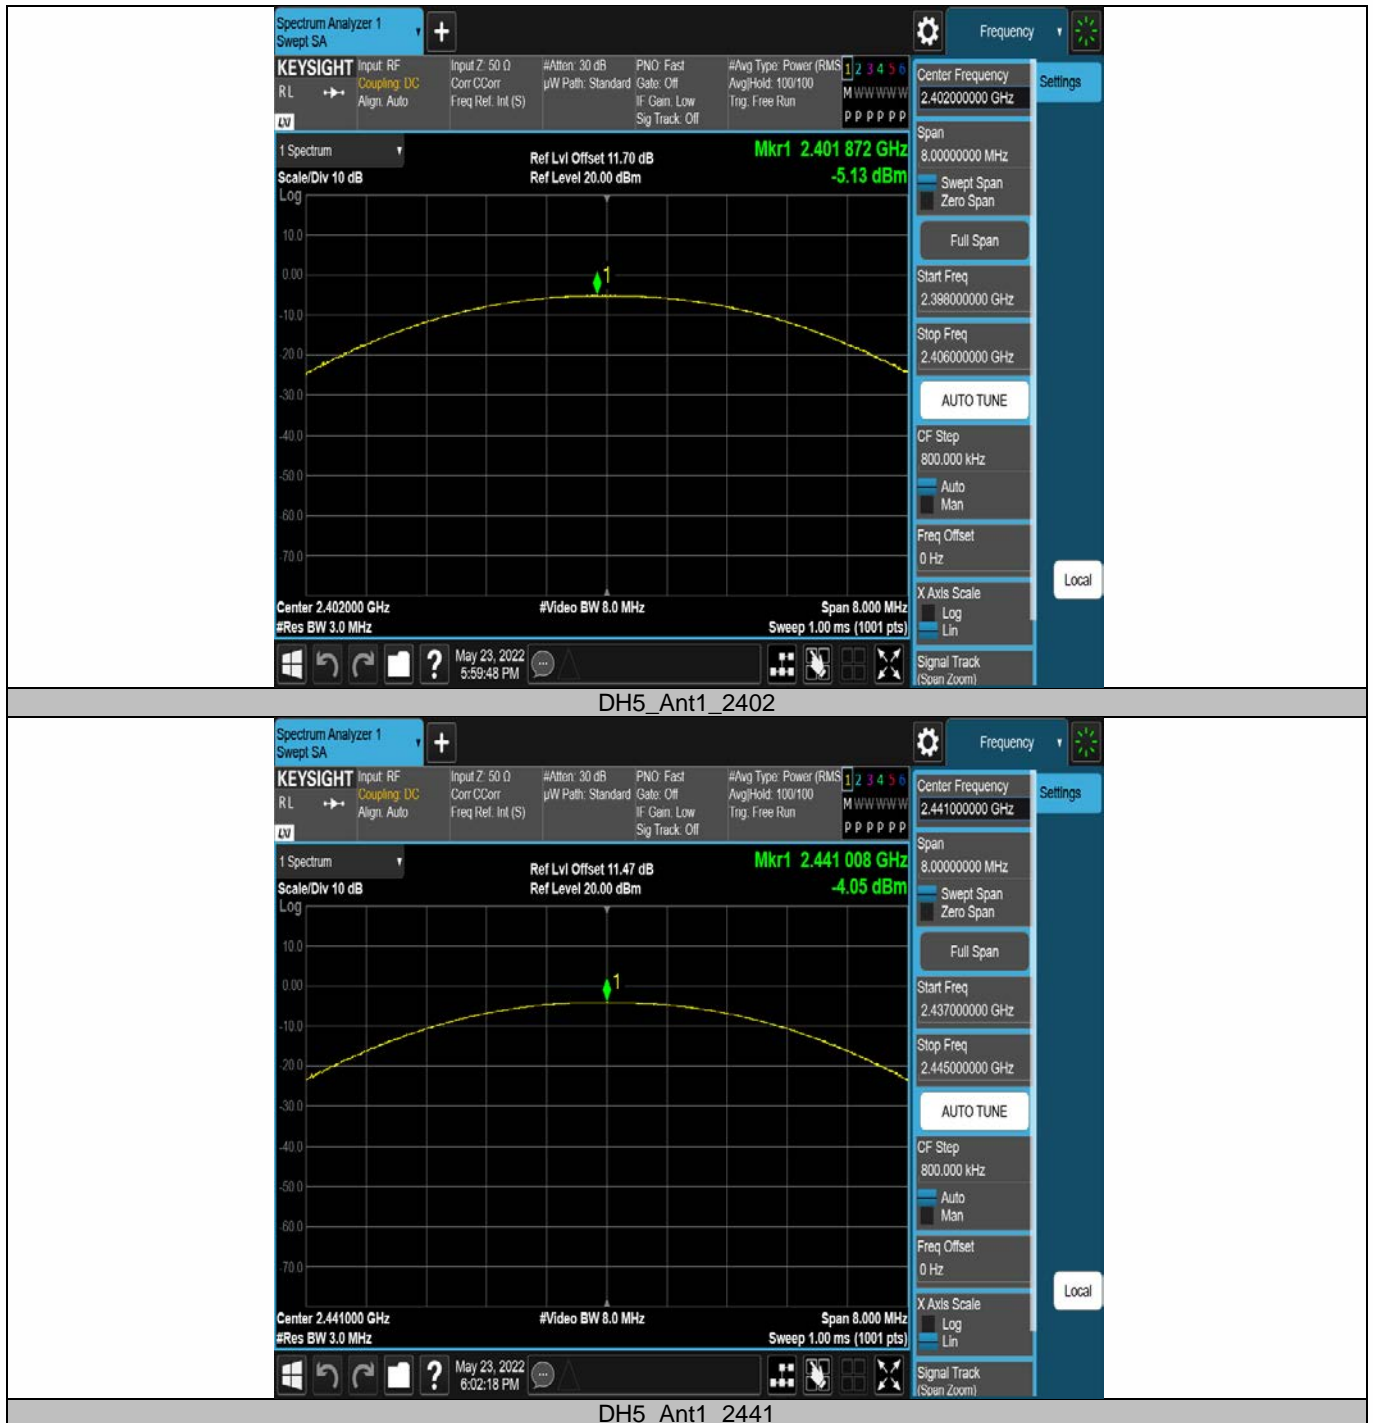 Spectrum Analyzer 1
Swept SA
+
Frequency
KEYSIGHT
RL
LXI
Input: RF
Coupling: DC
Align: Auto
Input Z: 50 Ω
Corr CCorr
Freq Ref: Int (S)
#Atten: 30 dB
µW Path: Standard
PNO: Fast
Gate: Off
IF Gain: Low
Sig Track: Off
#Avg Type: Power (RMS
Avg|Hold: 100/100
Trig: Free Run
1 2 3 4 5 6
M W W W W W
P P P P P P
Center Frequency
2.402000000 GHz
Settings
Span
8.00000000 MHz
Swept Span
Zero Span
Full Span
Start Freq
2.398000000 GHz
Stop Freq
2.406000000 GHz
AUTO TUNE
CF Step
800.000 kHz
Auto
Man
Freq Offset
0 Hz
X Axis Scale
Log
Lin
Signal Track
(Span Zoom)
Local
1 Spectrum
Scale/Div 10 dB
Ref Lvl Offset 11.70 dB
Ref Level 20.00 dBm
Mkr1 2.401 872 GHz
-5.13 dBm
Log
10.0
0.00
-10.0
-20.0
-30.0
-40.0
-50.0
-60.0
-70.0
1
Center 2.402000 GHz
#Res BW 3.0 MHz
#Video BW 8.0 MHz
Span 8.000 MHz
Sweep 1.00 ms (1001 pts)
?
May 23, 2022
5:59:48 PM
DH5_Ant1_2402
Spectrum Analyzer 1
Swept SA
+
Frequency
KEYSIGHT
RL
LXI
Input: RF
Coupling: DC
Align: Auto
Input Z: 50 Ω
Corr CCorr
Freq Ref: Int (S)
#Atten: 30 dB
µW Path: Standard
PNO: Fast
Gate: Off
IF Gain: Low
Sig Track: Off
#Avg Type: Power (RMS
Avg|Hold: 100/100
Trig: Free Run
1 2 3 4 5 6
M W W W W W
P P P P P P
Center Frequency
2.441000000 GHz
Settings
Span
8.00000000 MHz
Swept Span
Zero Span
Full Span
Start Freq
2.437000000 GHz
Stop Freq
2.445000000 GHz
AUTO TUNE
CF Step
800.000 kHz
Auto
Man
Freq Offset
0 Hz
X Axis Scale
Log
Lin
Signal Track
(Span Zoom)
Local
1 Spectrum
Scale/Div 10 dB
Ref Lvl Offset 11.47 dB
Ref Level 20.00 dBm
Mkr1 2.441 008 GHz
-4.05 dBm
Log
10.0
0.00
-10.0
-20.0
-30.0
-40.0
-50.0
-60.0
-70.0
1
Center 2.441000 GHz
#Res BW 3.0 MHz
#Video BW 8.0 MHz
Span 8.000 MHz
Sweep 1.00 ms (1001 pts)
?
May 23, 2022
6:02:18 PM
DH5_Ant1_2441